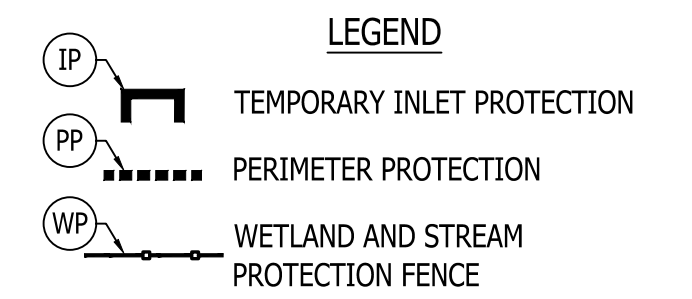 LEGEND
IP
TEMPORARY INLET PROTECTION
PP
PERIMETER PROTECTION
WP
WETLAND AND STREAM
PROTECTION FENCE